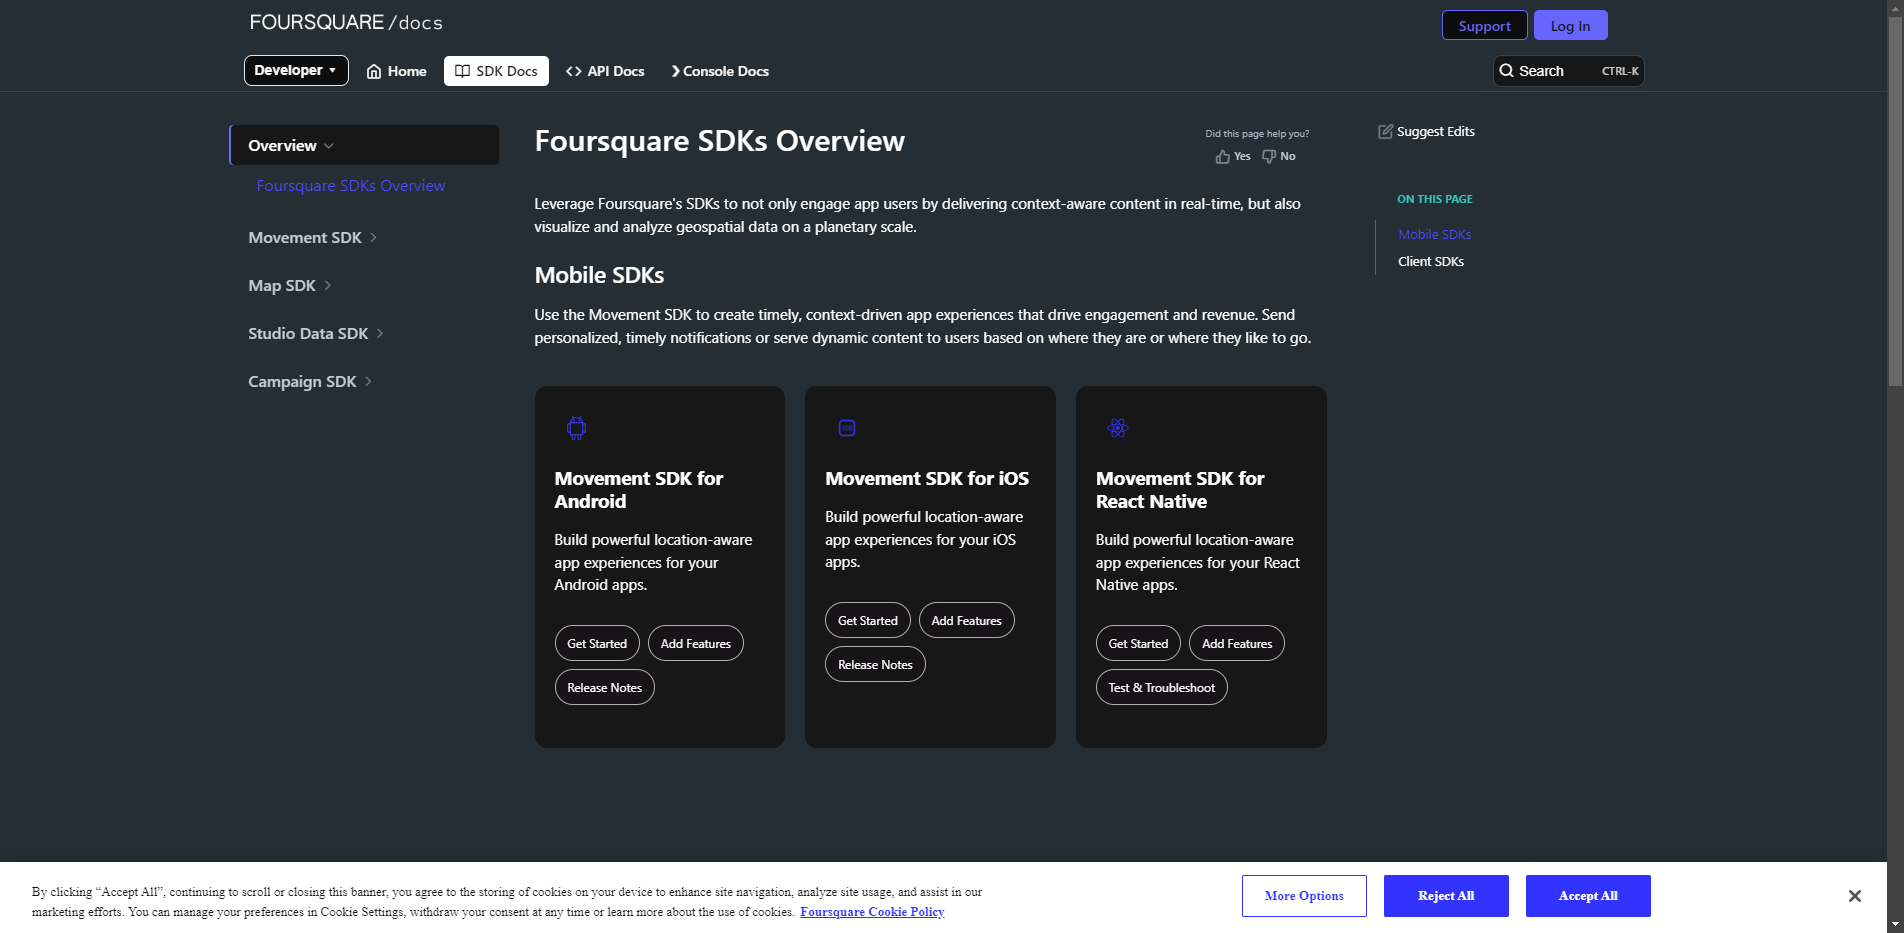 FOURSQUARE /docs
Support
Log In
Developer
Home
SDK Docs
API Docs
Console Docs
Search
CTRL-K
Overview
Foursquare SDKs Overview
Movement SDK
Map SDK
Studio Data SDK
Campaign SDK
Foursquare SDKs Overview
Did this page help you?
Yes
No
Leverage Foursquare's SDKs to not only engage app users by delivering context-aware content in real-time, but also
visualize and analyze geospatial data on a planetary scale.
Mobile SDKs
Use the Movement SDK to create timely, context-driven app experiences that drive engagement and revenue. Send
personalized, timely notifications or serve dynamic content to users based on where they are or where they like to go.
Movement SDK for
Android
Build powerful location-aware
app experiences for your
Android apps.
Get Started
Add Features
Release Notes
Movement SDK for iOS
Build powerful location-aware
app experiences for your iOS
apps.
Get Started
Add Features
Release Notes
Movement SDK for
React Native
Build powerful location-aware
app experiences for your React
Native apps.
Get Started
Add Features
Test & Troubleshoot
Suggest Edits
ON THIS PAGE
Mobile SDKs
Client SDKs
By clicking “Accept All”, continuing to scroll or closing this banner, you agree to the storing of cookies on your device to enhance site navigation, analyze site usage, and assist in our
marketing efforts. You can manage your preferences in Cookie Settings, withdraw your consent at any time or learn more about the use of cookies. Foursquare Cookie Policy
More Options
Reject All
Accept All